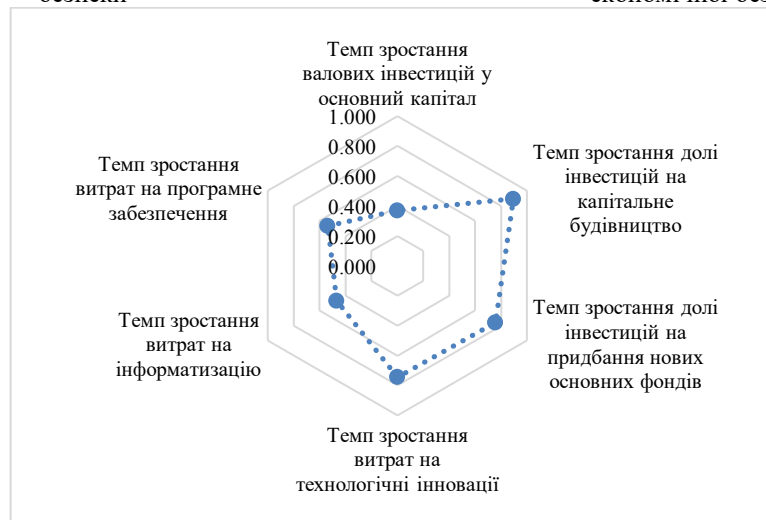 Темп зростання
валових інвестицій у
основний капітал
1.000
0.800
0.600
0.400
0.200
0.000
Темп зростання долі
інвестицій на
капітальне
будівництво
Темп зростання долі
інвестицій на
придбання нових
основних фондів
Темп зростання
витрат на
технологічні інновації
Темп зростання
витрат на
інформатизацію
Темп зростання
витрат на програмне
забезпечення